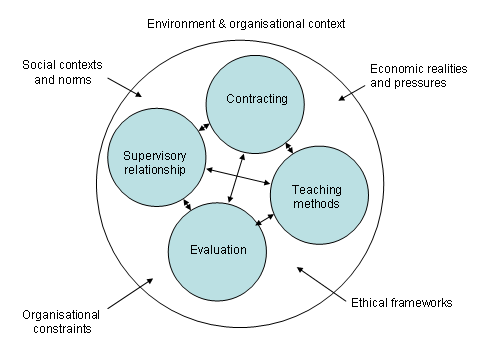 Environment & organisational context
Social contexts
and norms
Economic realities
and pressures
Contracting
Supervisory
relationship
Teaching
methods
Evaluation
Organisational
constraints
Ethical frameworks